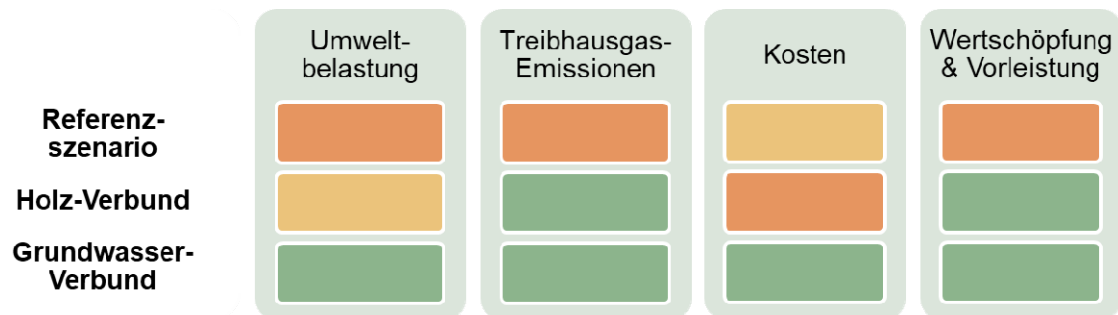 Umwelt-
belastung
Treibhausgas-
Emissionen
Kosten
Wertschöpfung
& Vorleistung
Referenz-
szenario
Holz-Verbund
Grundwasser-
Verbund